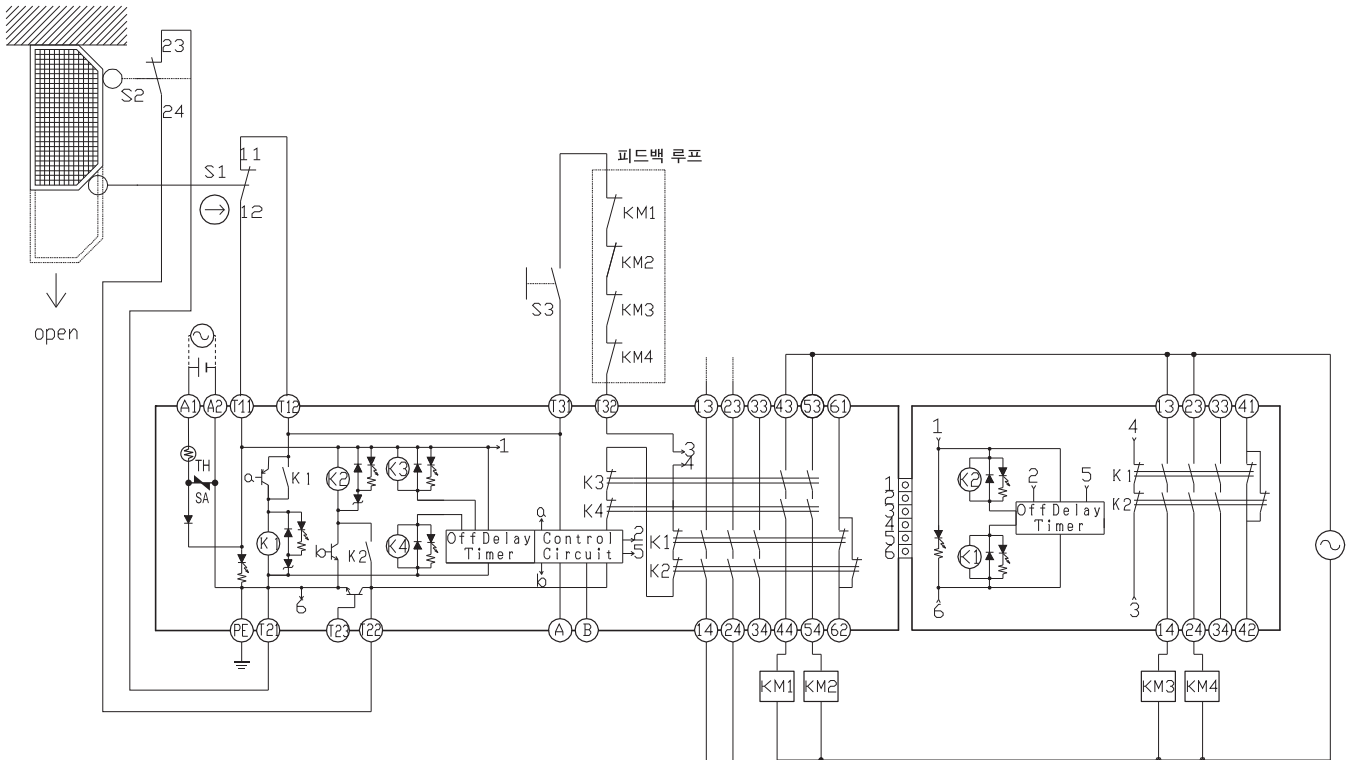 23
S2
24
11
S1
12
open
피드백 루프
KM1
KM2
KM3
KM4
S3
A1 A2 T11 T12 T31 T32 13 23 33 43 53 61
13 23 33 41
TH
SA
a
K1
K2
K3
1
3
4
K3
K4
a
K1
b
K2
K4
Off Delay
Timer
Control
Circuit
2
5
b
6
K1
K2
1
2
3
4
5
6
1
K2
2
5
Off Delay
Timer
K1
6
4
K1
K2
3
PE T21 T23 T22 A B 14 24 34 44 54 62
14 24 34 42
KM1 KM2
KM3 KM4